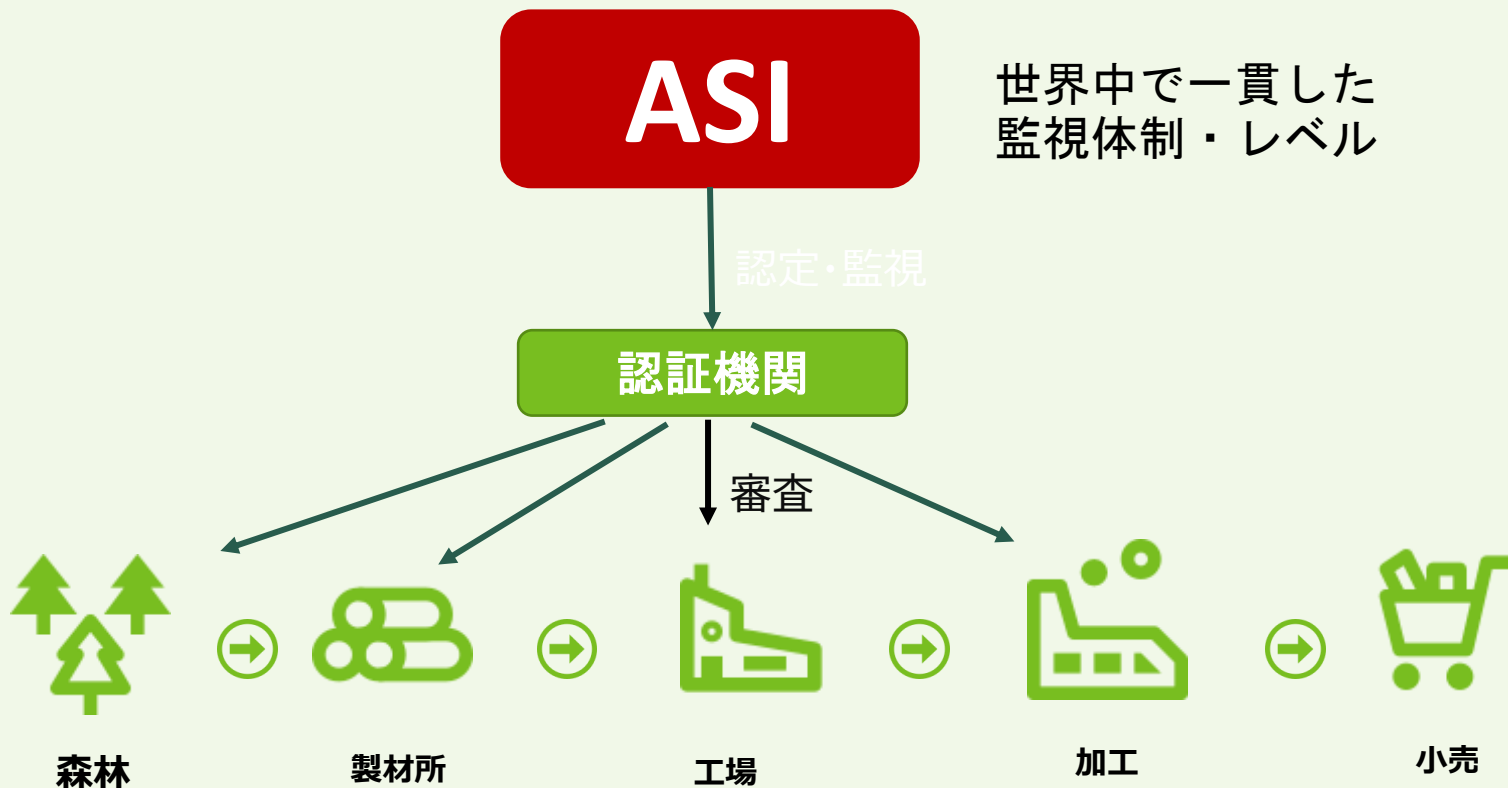 ASI
世界中で一貫した
監視体制・レベル
認定・監視
認証機関
審査
森林
製材所
工場
加工
小売